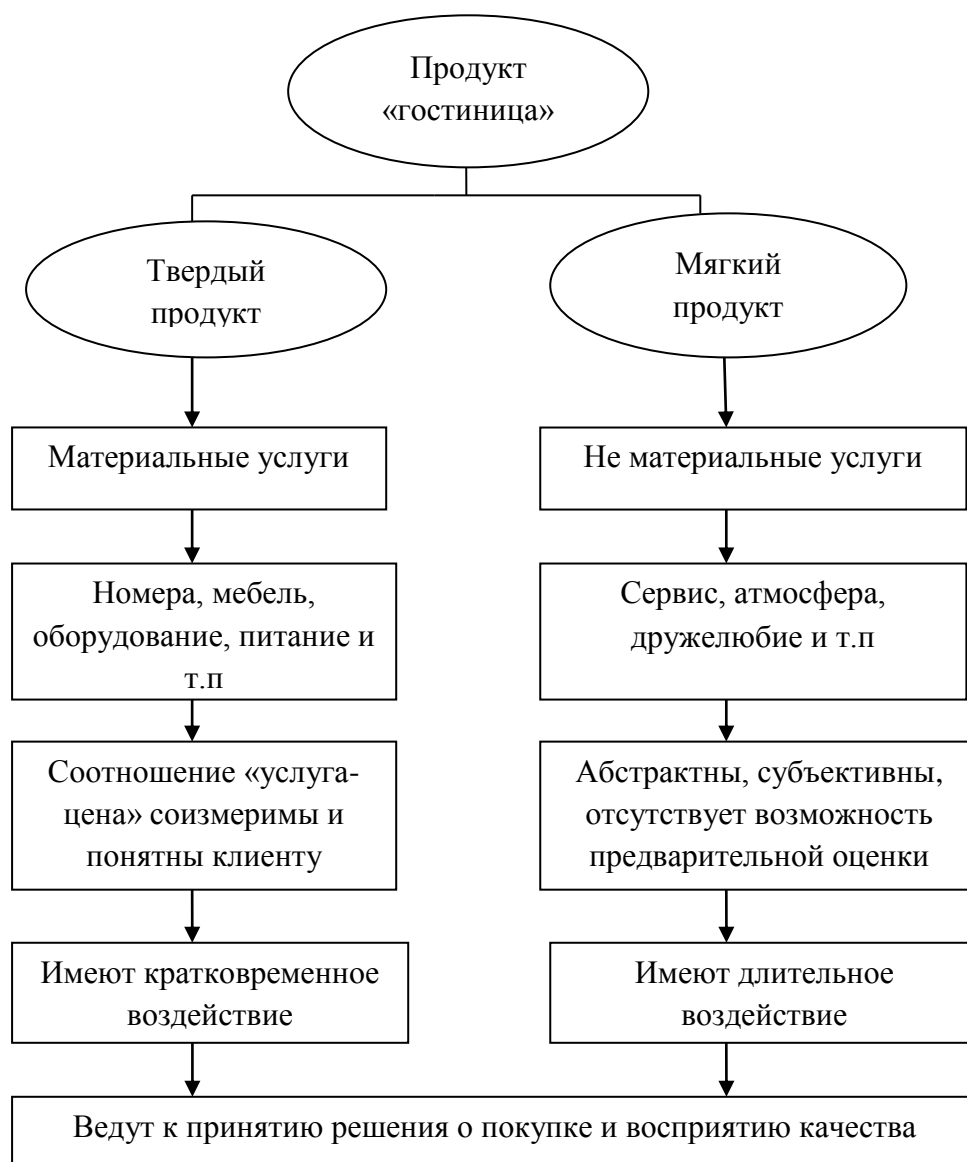 Продукт
«гостиница»
Твердый
продукт
Мягкий
продукт
Материальные услуги
Не материальные услуги
Номера, мебель,
оборудование, питание и
т.п
Сервис, атмосфера,
дружелюбие и т.п
Соотношение «услуга-
цена» соизмеримы и
понятны клиенту
Абстрактны, субъективны,
отсутствует возможность
предварительной оценки
Имеют кратковременное
воздействие
Имеют длительное
воздействие
Ведут к принятию решения о покупке и восприятию качества